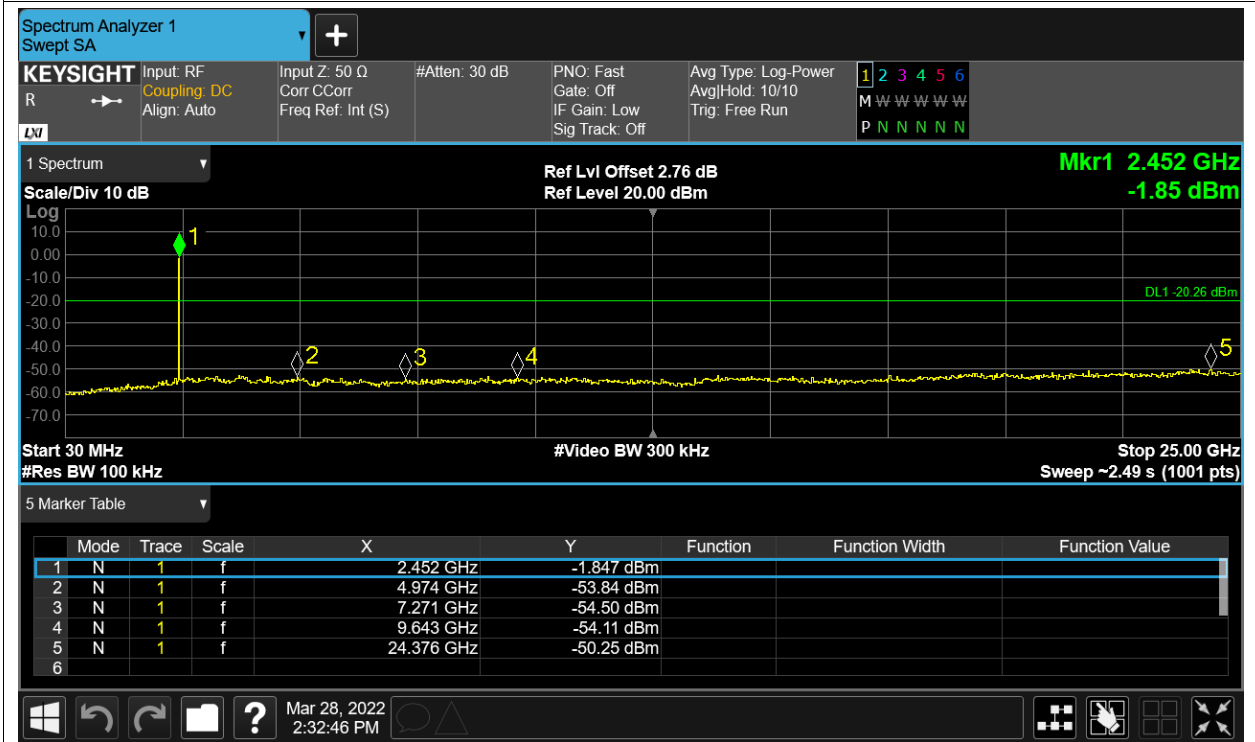 Spectrum Analyzer 1
Swept SA
+
KEYSIGHT Input: RF Input Z: 50 Ω #Atten: 30 dB PNO: Fast Avg Type: Log-Power 1 2 3 4 5 6
R Coupling: DC Corr CCorr Gate: Off Avg|Hold: 10/10 M W W W W W
Align: Auto Freq Ref: Int (S) IF Gain: Low Trig: Free Run
LXI Sig Track: Off P N N N N N
1 Spectrum Ref Lvl Offset 2.76 dB Mkr1 2.452 GHz
Scale/Div 10 dB Ref Level 20.00 dBm -1.85 dBm
Log
10.0 1
0.00
-10.0
DL1 -20.26 dBm
-20.0
-30.0
-40.0 2 3 4 5
-50.0
-60.0
-70.0
Start 30 MHz #Video BW 300 kHz Stop 25.00 GHz
#Res BW 100 kHz Sweep ~2.49 s (1001 pts)
5 Marker Table
Mode Trace Scale X Y Function Function Width Function Value
1 N 1 f 2.452 GHz -1.847 dBm
2 N 1 f 4.974 GHz -53.84 dBm
3 N 1 f 7.271 GHz -54.50 dBm
4 N 1 f 9.643 GHz -54.11 dBm
5 N 1 f 24.376 GHz -50.25 dBm
6
? Mar 28, 2022
2:32:46 PM